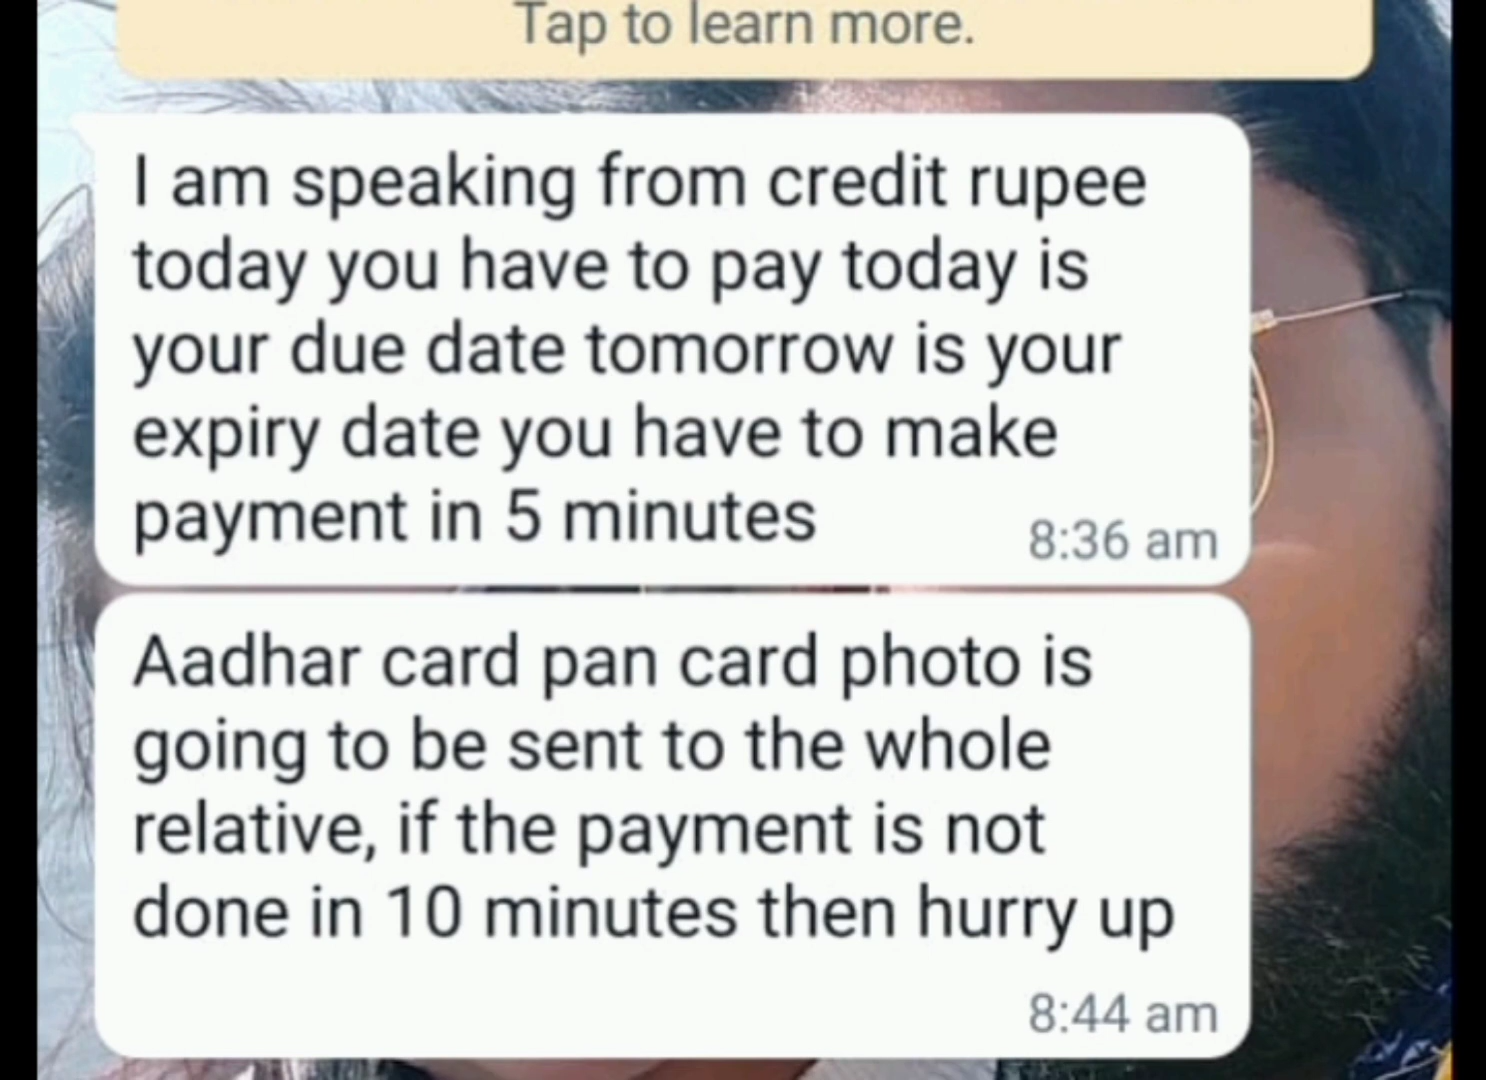 Tap to learn more.
I am speaking from credit rupee
today you have to pay today is
your due date tomorrow is your
expiry date you have to make
payment in 5 minutes
8:36 am
Aadhar card pan card photo is
going to be sent to the whole
relative, if the payment is not
done in 10 minutes then hurry up
8:44 am